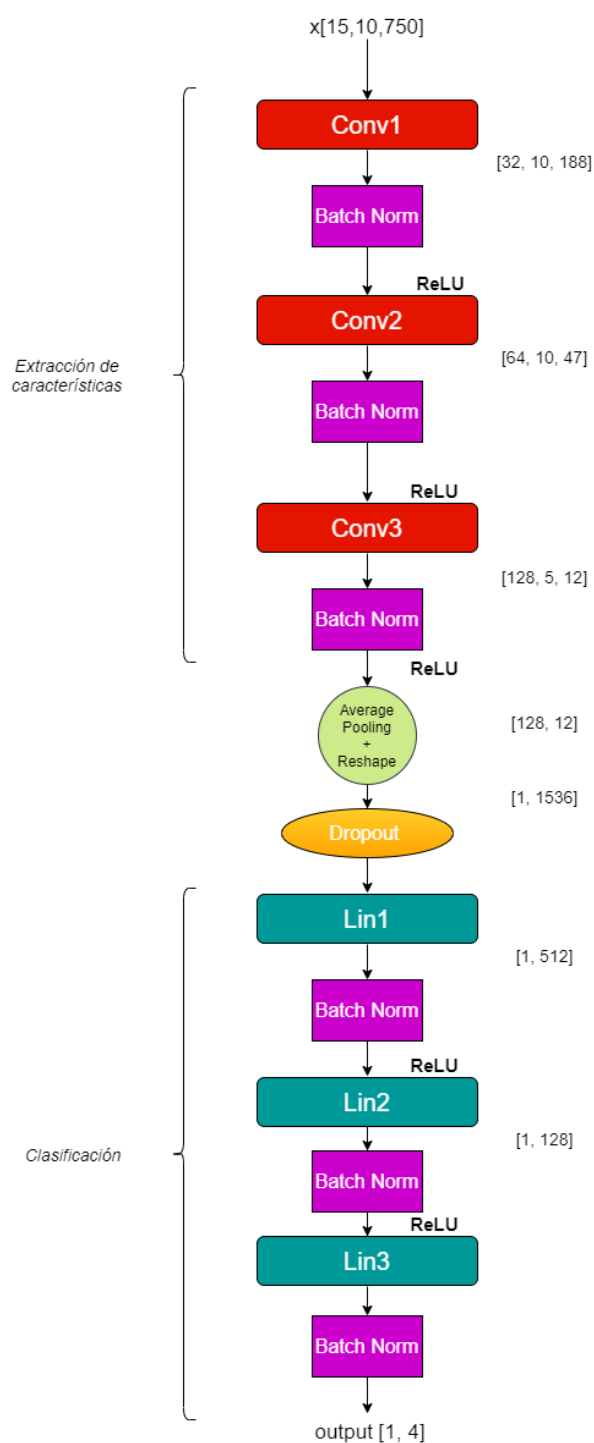 x[15,10,750]
Conv1
[32, 10, 188]
Batch Norm
ReLU
Conv2
[64, 10, 47]
Extracción de
características
Batch Norm
ReLU
Conv3
[128, 5, 12]
Batch Norm
ReLU
Average
Pooling
+
Reshape
[128, 12]
[1, 1536]
Dropout
Lin1
[1, 512]
Batch Norm
ReLU
Lin2
[1, 128]
Clasificación
Batch Norm
ReLU
Lin3
Batch Norm
output [1, 4]